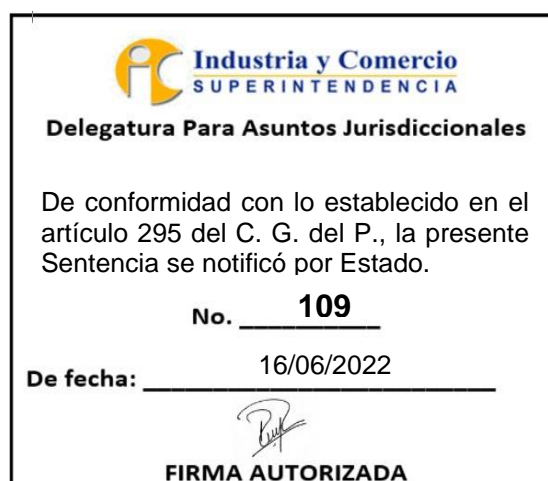 Industria y Comercio
SUPERINTENDENCIA
Delegatura Para Asuntos Jurisdiccionales
De conformidad con lo establecido en el
artículo 295 del C. G. del P., la presente
Sentencia se notificó por Estado.
No. 109
De fecha: 16/06/2022
FIRMA AUTORIZADA